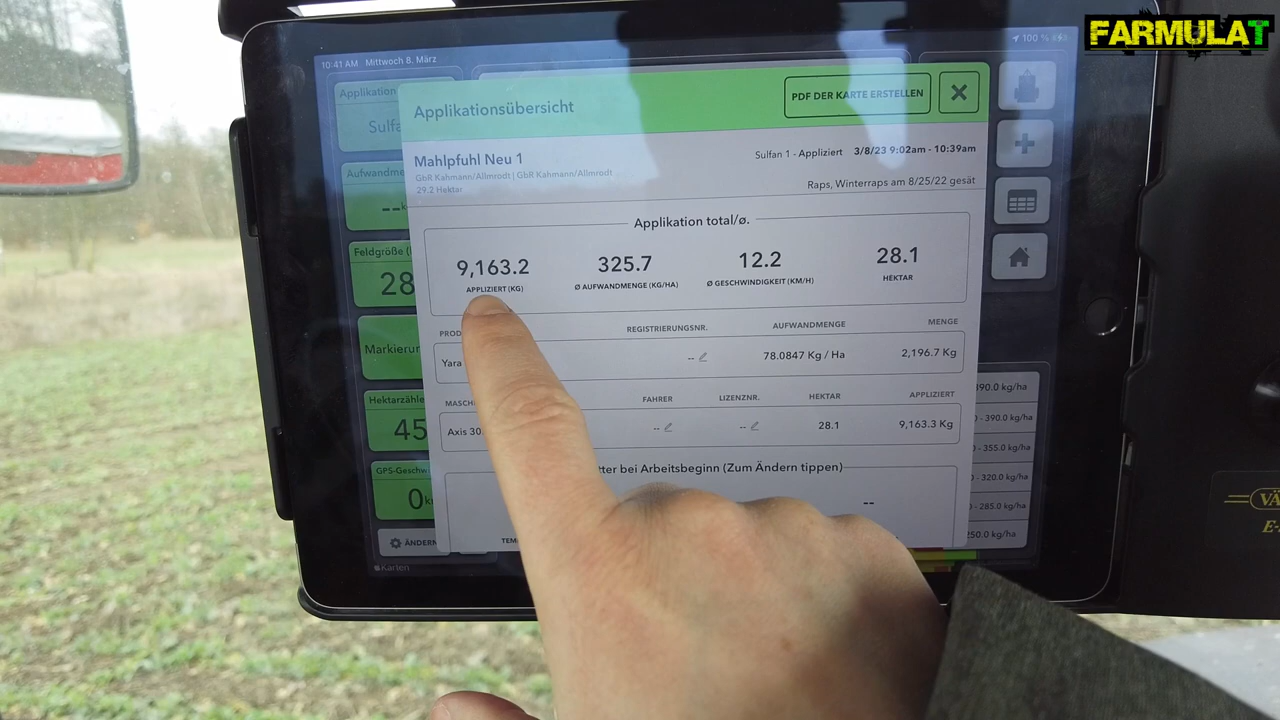 FARMULAT
10:41 AM Mittwoch 8. März
100 %
Applikation
Applikationsübersicht
PDF DER KARTE ERSTELLEN
Mahlpfuhl Neu 1
Sulfan 1 - Appliziert 3/8/23 9:02am - 10:39am
GbR Kahmann/Allmrodt | GbR Kahmann/Allmrodt
29.2 Hektar
Raps, Winterraps am 8/25/22 gesät
Applikation total/ø.
9,163.2 325.7 12.2 28.1
APPLIZIERT (KG) Ø AUFWANDMENGE (KG/HA) Ø GESCHWINDIGKEIT (KM/H) HEKTAR
REGISTRIERUNGSNR. AUFWANDMENGE MENGE
Yara -- 78.0847 Kg / Ha 2,196.7 Kg
FAHRER LIZENZNR. HEKTAR APPLIZIERT
Axis 30 -- -- 28.1 9,163.3 Kg
tter bei Arbeitsbeginn (Zum Ändern tippen)
--
Sulfa
Aufwandme
--
Feldgröße
28
Markierun
Hektarzähle
45
GPS-Geschw
0
ÄNDERN
Karten
390.0 kg/ha
0 - 390.0 kg/ha
0 - 355.0 kg/ha
0 - 320.0 kg/ha
0 - 285.0 kg/ha
250.0 kg/ha
VÄ
E-